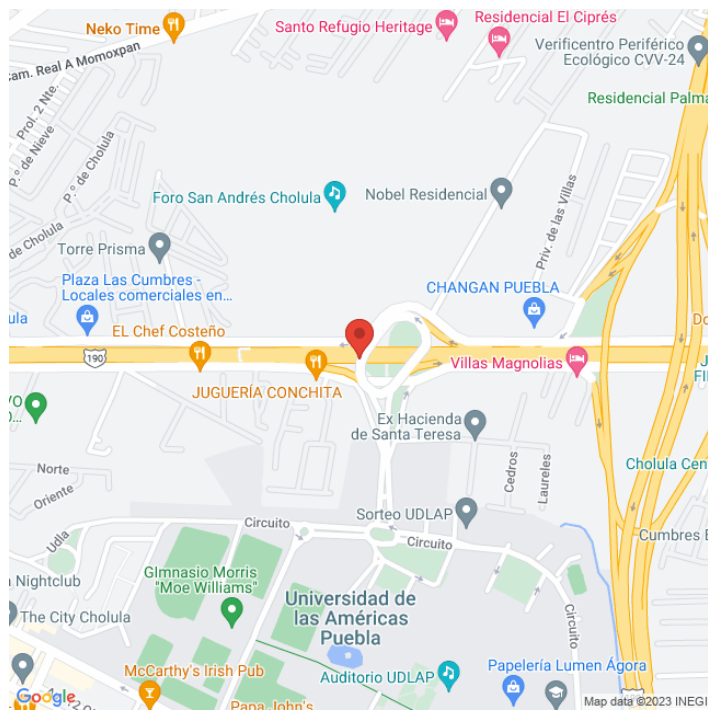 Neko Time
Santo Refugio Heritage
Residencial El Ciprés
Verificentro Periférico
Ecológico CVV-24
Cam. Real A Momoxpan
Prol. 2 Nte.
P.º de Nieve
P.º de Cholula
Residencial Palma
Foro San Andrés Cholula
Nobel Residencial
Priv. de las Villas
de Cholula
Torre Prisma
Plaza Las Cumbres -
Locales comerciales en...
CHANGAN PUEBLA
ula
EL Chef Costeño
Do
190
Villas Magnolias
J
FI
JUGUERÍA CONCHITA
VO
O...
Ex Hacienda
de Santa Teresa
Norte
Oriente
Cedros
Laureles
Cholula Cen
Sorteo UDLAP
Circuito
Circuito
Udla
Cumbres E
a Nightclub
GImnasio Morris
"Moe Williams"
Universidad de
las Américas
Puebla
Circuito
The City Cholula
McCarthy's Irish Pub
Auditorio UDLAP
Papelería Lumen Ágora
Papa John's
Google
Map data ©2023 INEGI